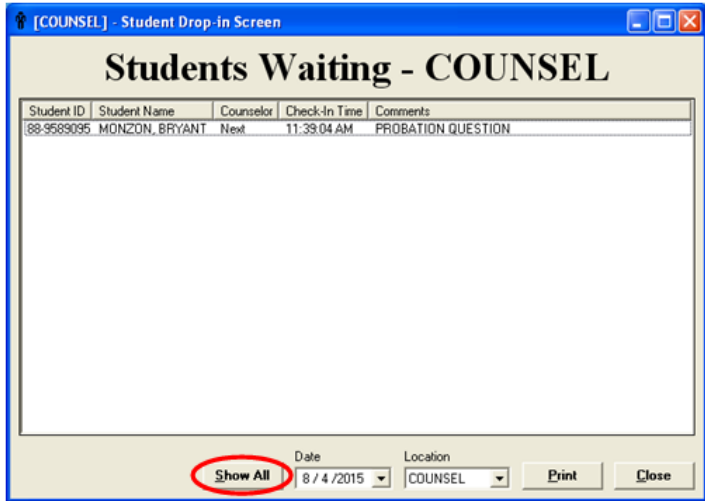 [COUNSEL] - Student Drop-in Screen
Students Waiting - COUNSEL
Student ID Student Name Counselor Check-In Time Comments
88-9589095 MONZON, BRYANT Next 11:39:04 AM PROBATION QUESTION
Date Location
Show All 8 / 4 /2015 COUNSEL Print Close